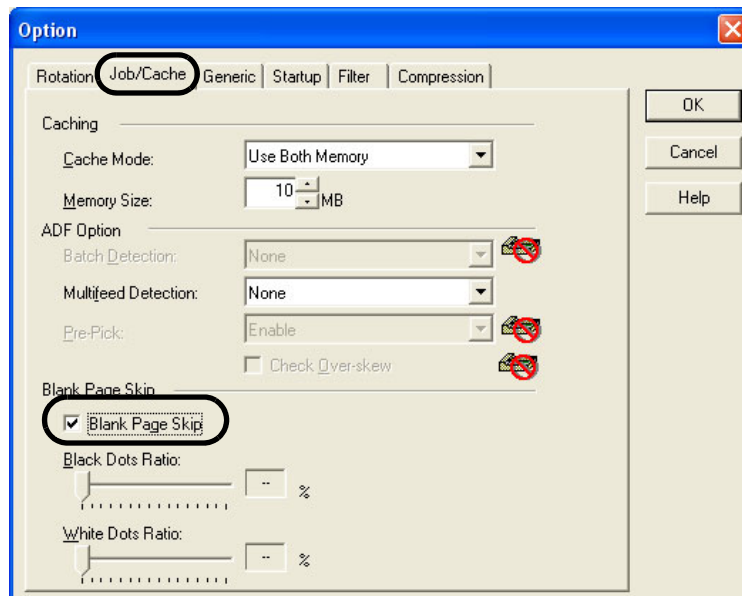 Option
Rotation Job/Cache Generic Startup Filter Compression
OK
Caching
Cache Mode: Use Both Memory
Cancel
Memory Size: 10 MB
Help
ADF Option
Batch Detection: None
Multifeed Detection: None
Pre-Pick: Enable
Check Over-skew
Blank Page Skip
Blank Page Skip
Black Dots Ratio:
-- %
White Dots Ratio:
-- %